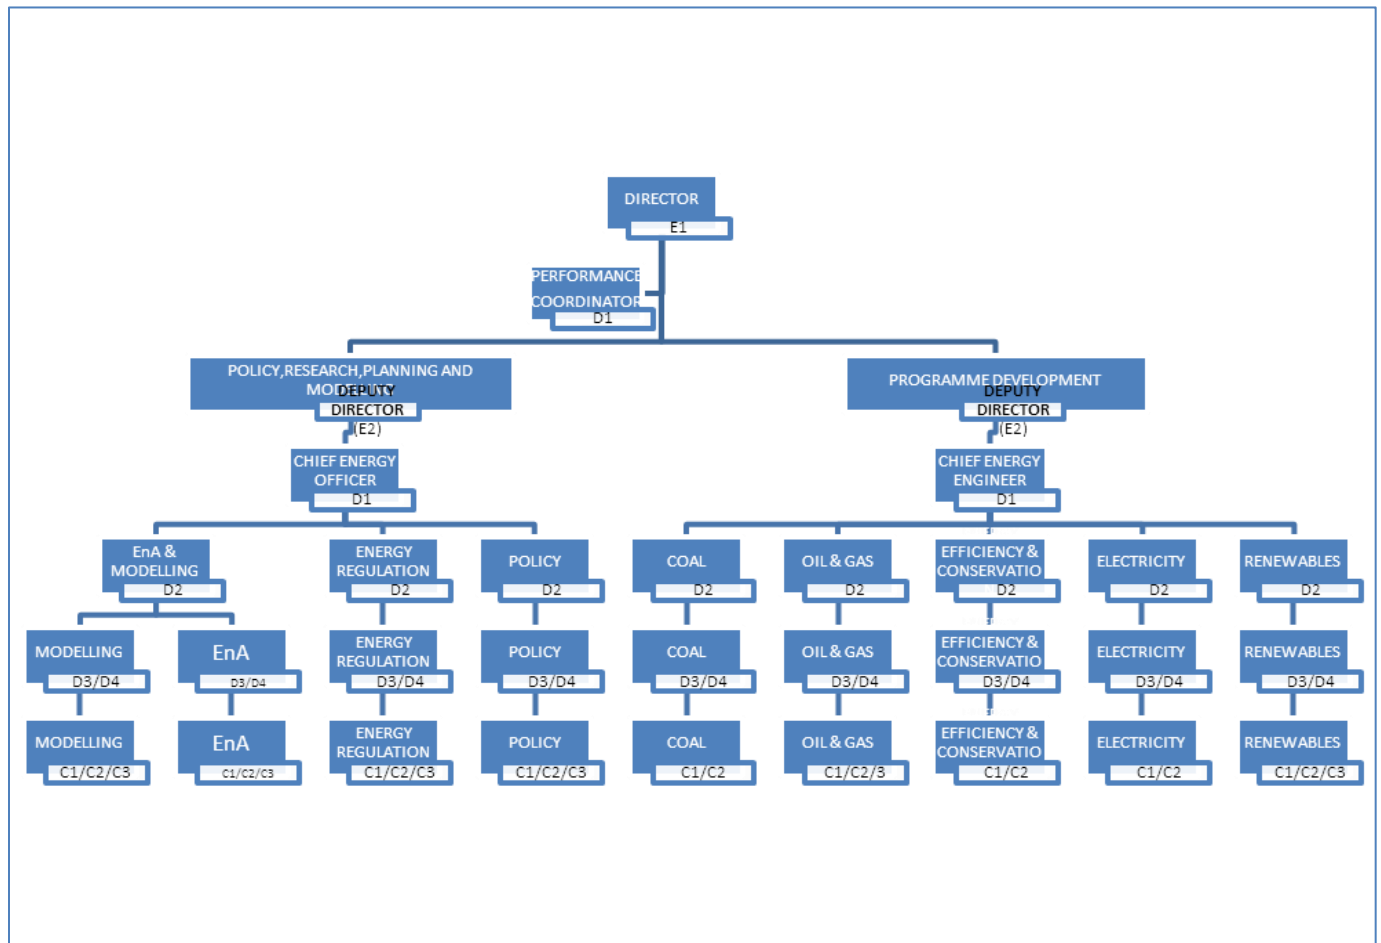 DIRECTOR
E1
PERFORMANCE
COORDINATOR
D1
POLICY,RESEARCH,PLANNING AND
MODELLING
DEPUTY
DIRECTOR
(E2)
PROGRAMME DEVELOPMENT
DEPUTY
DIRECTOR
(E2)
CHIEF ENERGY
OFFICER
D1
CHIEF ENERGY
ENGINEER
D1
EnA &
MODELLING
D2
ENERGY
REGULATION
D2
POLICY
D2
COAL
D2
OIL & GAS
D2
EFFICIENCY &
CONSERVATIO
D2
ELECTRICITY
D2
RENEWABLES
D2
MODELLING
D3/D4
EnA
D3/D4
ENERGY
REGULATION
D3/D4
POLICY
D3/D4
COAL
D3/D4
OIL & GAS
D3/D4
EFFICIENCY &
CONSERVATIO
D3/D4
ELECTRICITY
D3/D4
RENEWABLES
D3/D4
MODELLING
C1/C2/C3
EnA
C1/C2/C3
ENERGY
REGULATION
C1/C2/C3
POLICY
C1/C2/C3
COAL
C1/C2
OIL & GAS
C1/C2/3
EFFICIENCY &
CONSERVATIO
C1/C2
ELECTRICITY
C1/C2
RENEWABLES
C1/C2/C3